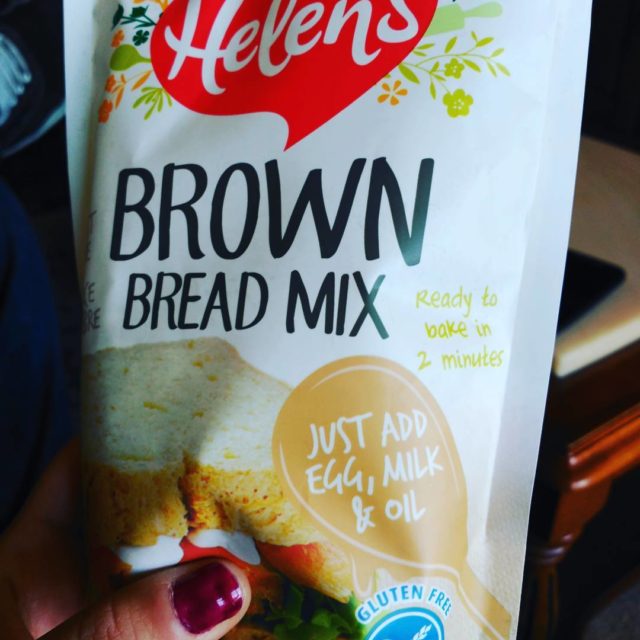 Helen's
BROWN
BREAD MIX
Ready to
bake in
2 minutes
JUST ADD
EGG, MILK
& OIL
GLUTEN FREE